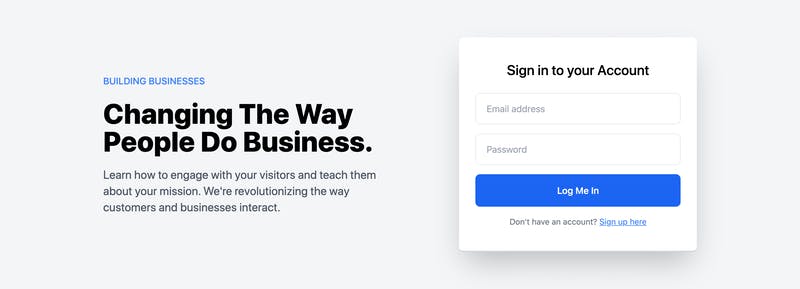 BUILDING BUSINESSES
Changing The Way
People Do Business.
Learn how to engage with your visitors and teach them
about your mission. We're revolutionizing the way
customers and businesses interact.
Sign in to your Account
Email address
Password
Log Me In
Don't have an account? Sign up here